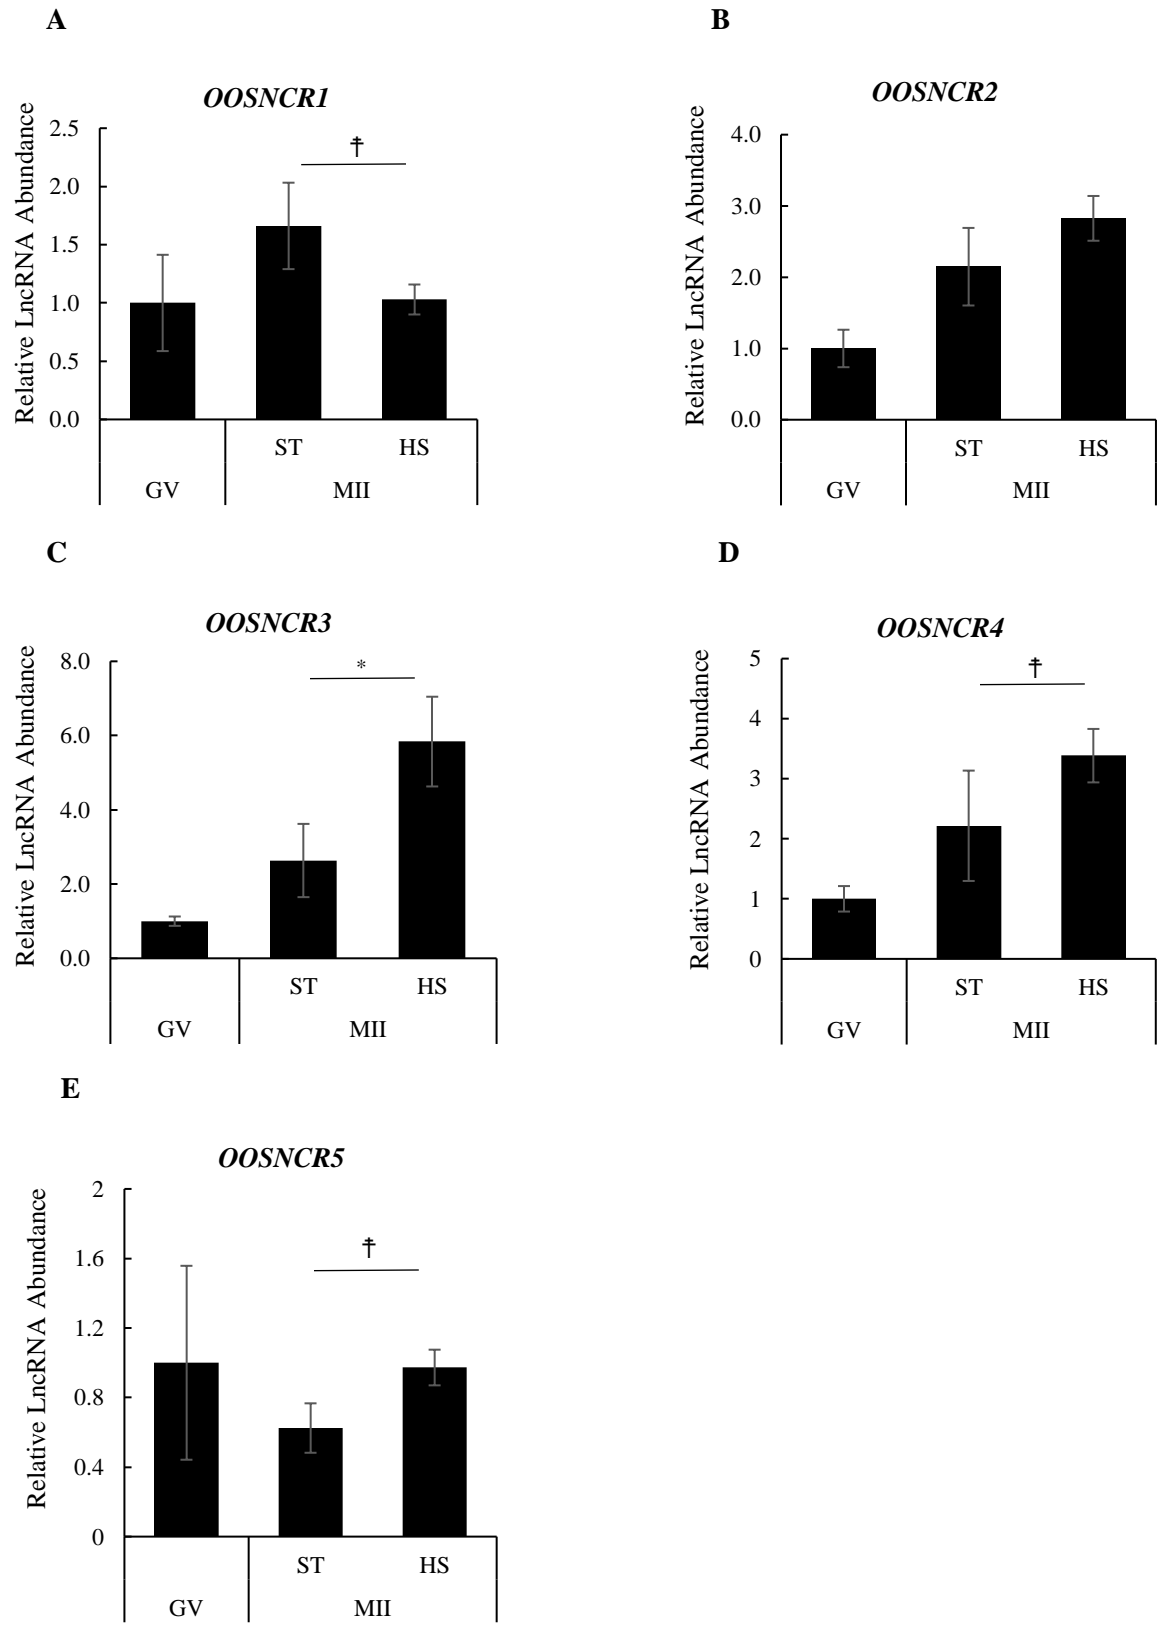 A
OOSNCR1
Relative LncRNA Abundance
2.5
2.0
1.5
1.0
0.5
0.0
†
ST
HS
GV
MII
B
OOSNCR2
Relative LncRNA Abundance
4.0
3.0
2.0
1.0
0.0
ST
HS
GV
MII
C
OOSNCR3
Relative LncRNA Abundance
8.0
6.0
4.0
2.0
0.0
*
ST
HS
GV
MII
D
OOSNCR4
Relative LncRNA Abundance
5
4
3
2
1
0
†
ST
HS
GV
MII
E
OOSNCR5
Relative LncRNA Abundance
2
1.6
1.2
0.8
0.4
0
†
ST
HS
GV
MII